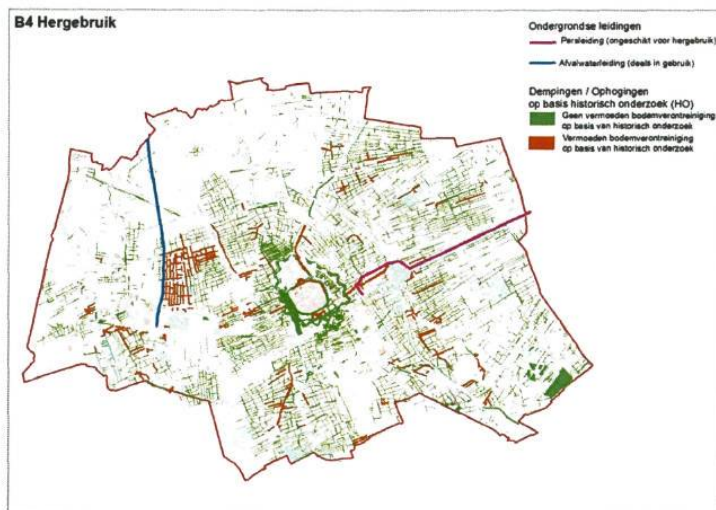 B4 Hergebruik
Ondergrondse leidingen
Persleiding (ongeschikt voor hergebruik)
Afvalwaterleiding (deels in gebruik)
Dempingen / Ophogingen
op basis historisch onderzoek (HO)
Geen vermoeden bodemverontreiniging
op basis van historisch onderzoek
Vermoeden bodemverontreiniging
op basis van historisch onderzoek